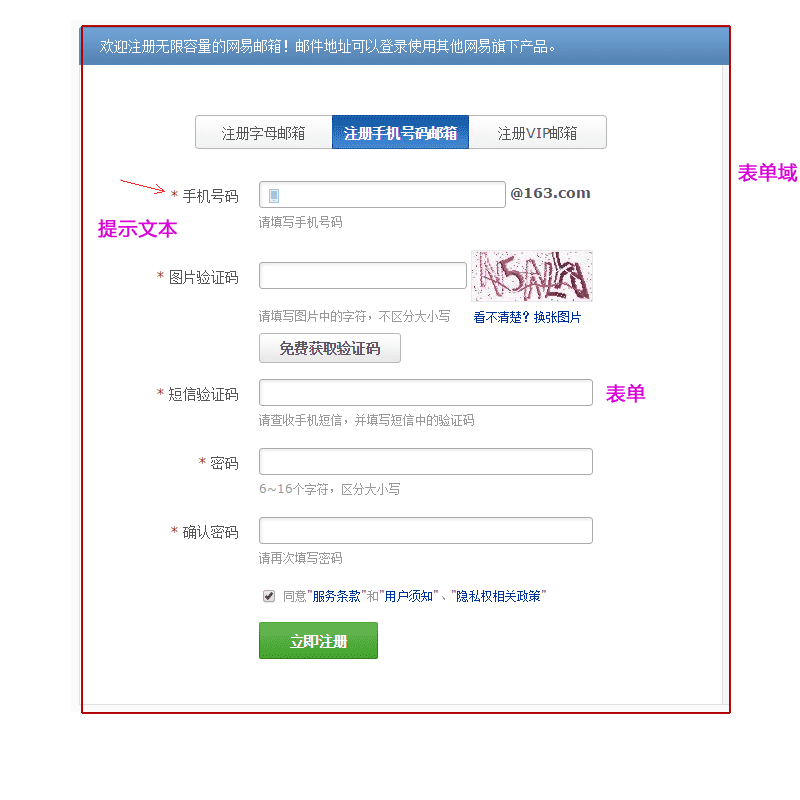 欢迎注册无限容量的网易邮箱！邮件地址可以登录使用其他网易旗下产品。
注册字母邮箱 注册手机号码邮箱 注册VIP邮箱
表单域
* 手机号码 @163.com
请填写手机号码
提示文本
* 图片验证码
请填写图片中的字符，不区分大小写 看不清楚？换张图片
免费获取验证码
* 短信验证码 表单
请查收手机短信，并填写短信中的验证码
* 密码
6~16个字符，区分大小写
* 确认密码
请再次填写密码
同意"服务条款"和"用户须知"、"隐私权相关政策"
立即注册